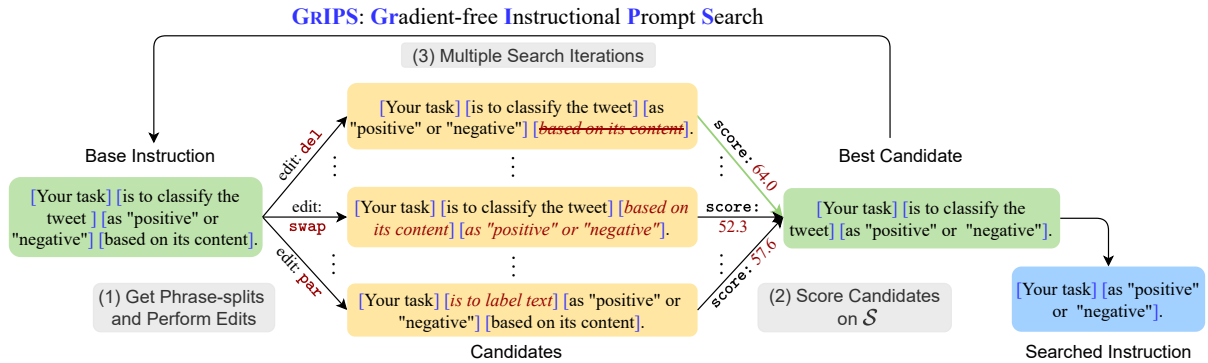 GRIPS: Gradient-free Instructional Prompt Search
(3) Multiple Search Iterations
Base Instruction
[Your task] [is to classify the
tweet ] [as "positive" or
"negative"] [based on its content].
(1) Get Phrase-splits
and Perform Edits
edit: del
edit:
swap
edit: par
[Your task] [is to classify the tweet] [as
"positive" or "negative"] [based on its content].
⋮
[Your task] [is to classify the tweet] [based on
its content] [as "positive" or "negative"].
⋮
[Your task] [is to label text] [as "positive" or
"negative"] [based on its content].
Candidates
score: 64.0
score:
52.3
score: 57.6
(2) Score Candidates
on S
Best Candidate
[Your task] [is to classify the
tweet] [as "positive" or "negative"].
[Your task] [as "positive"
or "negative"].
Searched Instruction